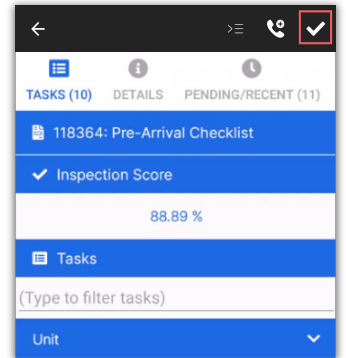 TASKS (10) DETAILS PENDING/RECENT (11)
118364: Pre-Arrival Checklist
Inspection Score
88.89 %
Tasks
(Type to filter tasks)
Unit